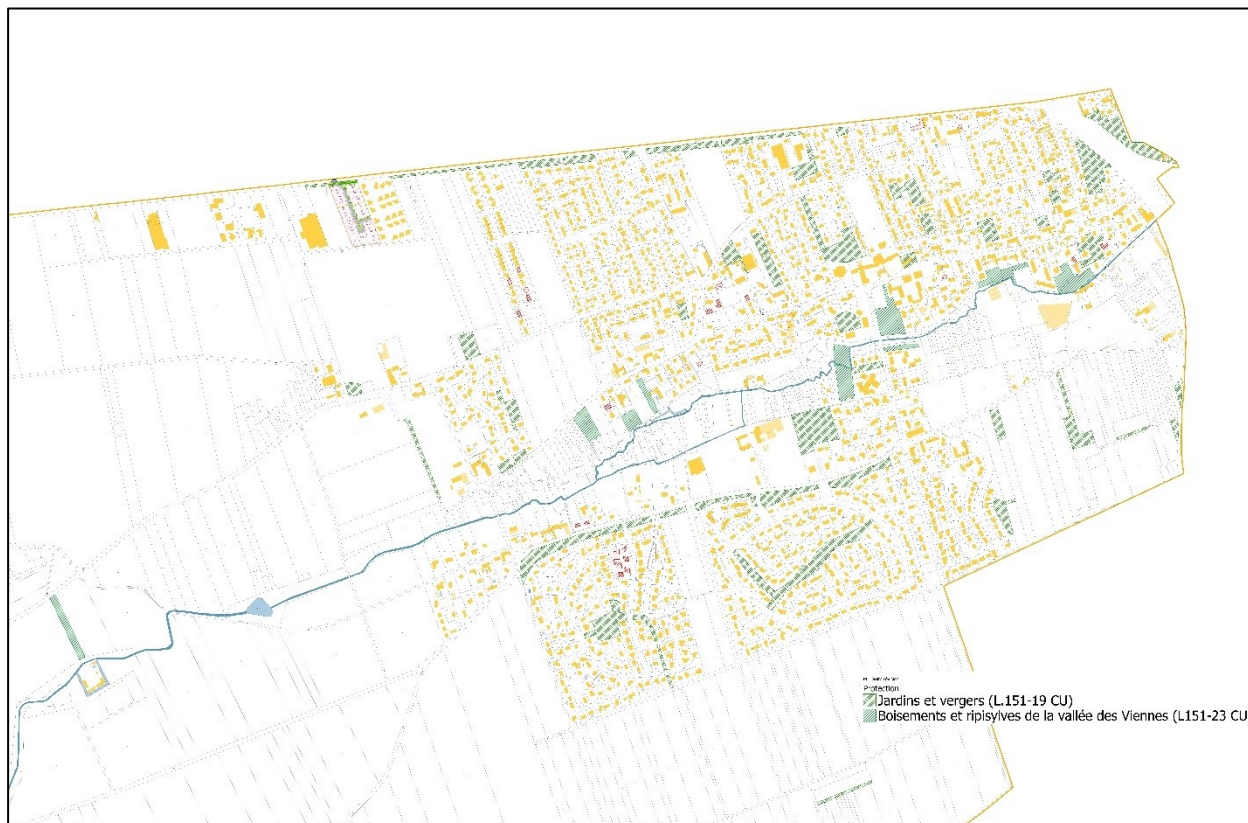 Protection
Jardins et vergers (L.151-19 CU)
Boisements et ripisylves de la vallée des Viennes (L151-23 CU